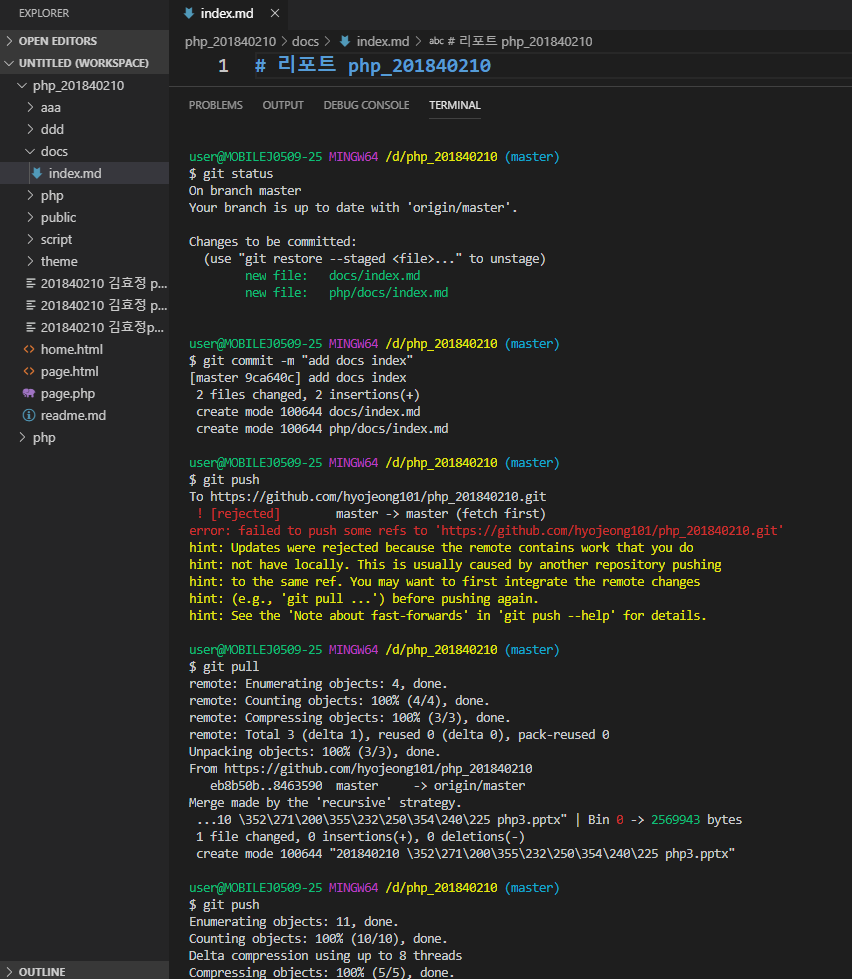 EXPLORER
OPEN EDITORS
UNTITLED (WORKSPACE)
php_201840210
aaa
ddd
docs
index.md
php
public
script
theme
201840210 김효정 p...
201840210 김효정 p...
201840210 김효정p...
home.html
page.html
page.php
readme.md
php
OUTLINE
index.md
php_201840210 > docs > index.md > abc # 리포트 php_201840210
1 # 리포트 php_201840210
PROBLEMS OUTPUT DEBUG CONSOLE TERMINAL
user@MOBILEJ0509-25 MINGW64 /d/php_201840210 (master)
$ git status
On branch master
Your branch is up to date with 'origin/master'.
Changes to be committed:
(use "git restore --staged <file>..." to unstage)
new file: docs/index.md
new file: php/docs/index.md
user@MOBILEJ0509-25 MINGW64 /d/php_201840210 (master)
$ git commit -m "add docs index"
[master 9ca640c] add docs index
2 files changed, 2 insertions(+)
create mode 100644 docs/index.md
create mode 100644 php/docs/index.md
user@MOBILEJ0509-25 MINGW64 /d/php_201840210 (master)
$ git push
To https://github.com/hyojeong101/php_201840210.git
! [rejected] master -> master (fetch first)
error: failed to push some refs to 'https://github.com/hyojeong101/php_201840210.git'
hint: Updates were rejected because the remote contains work that you do
hint: not have locally. This is usually caused by another repository pushing
hint: to the same ref. You may want to first integrate the remote changes
hint: (e.g., 'git pull ...') before pushing again.
hint: See the 'Note about fast-forwards' in 'git push --help' for details.
user@MOBILEJ0509-25 MINGW64 /d/php_201840210 (master)
$ git pull
remote: Enumerating objects: 4, done.
remote: Counting objects: 100% (4/4), done.
remote: Compressing objects: 100% (3/3), done.
remote: Total 3 (delta 1), reused 0 (delta 0), pack-reused 0
Unpacking objects: 100% (3/3), done.
From https://github.com/hyojeong101/php_201840210
eb8b50b..8463590 master -> origin/master
Merge made by the 'recursive' strategy.
...10 \352\271\200\355\232\250\354\240\225 php3.pptx" | Bin 0 -> 2569943 bytes
1 file changed, 0 insertions(+), 0 deletions(-)
create mode 100644 "201840210 \352\271\200\355\232\250\354\240\225 php3.pptx"
user@MOBILEJ0509-25 MINGW64 /d/php_201840210 (master)
$ git push
Enumerating objects: 11, done.
Counting objects: 100% (10/10), done.
Delta compression using up to 8 threads
Compressing objects: 100% (5/5), done.